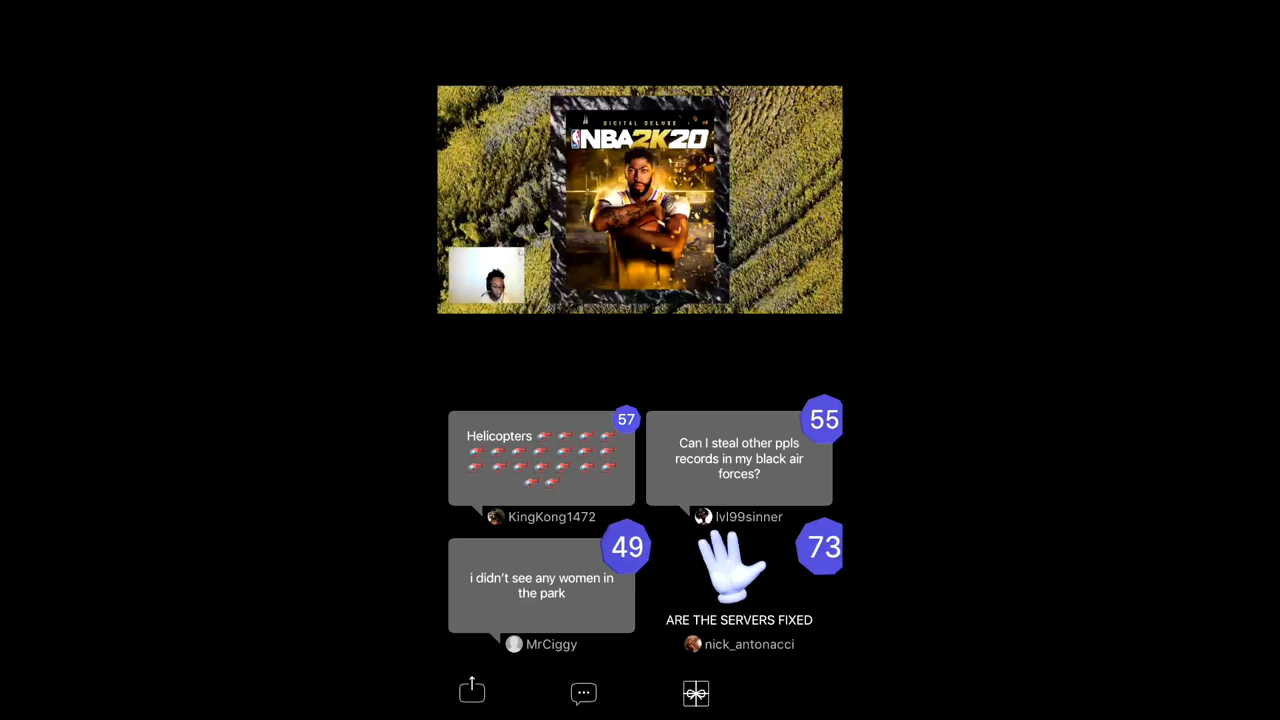 DIGITAL DELUXE
NBA2K20
57
55
Helicopters
Can I steal other ppls
records in my black air
forces?
KingKong1472
lvl99sinner
49
73
i didn't see any women in
the park
ARE THE SERVERS FIXED
MrCiggy
nick_antonacci